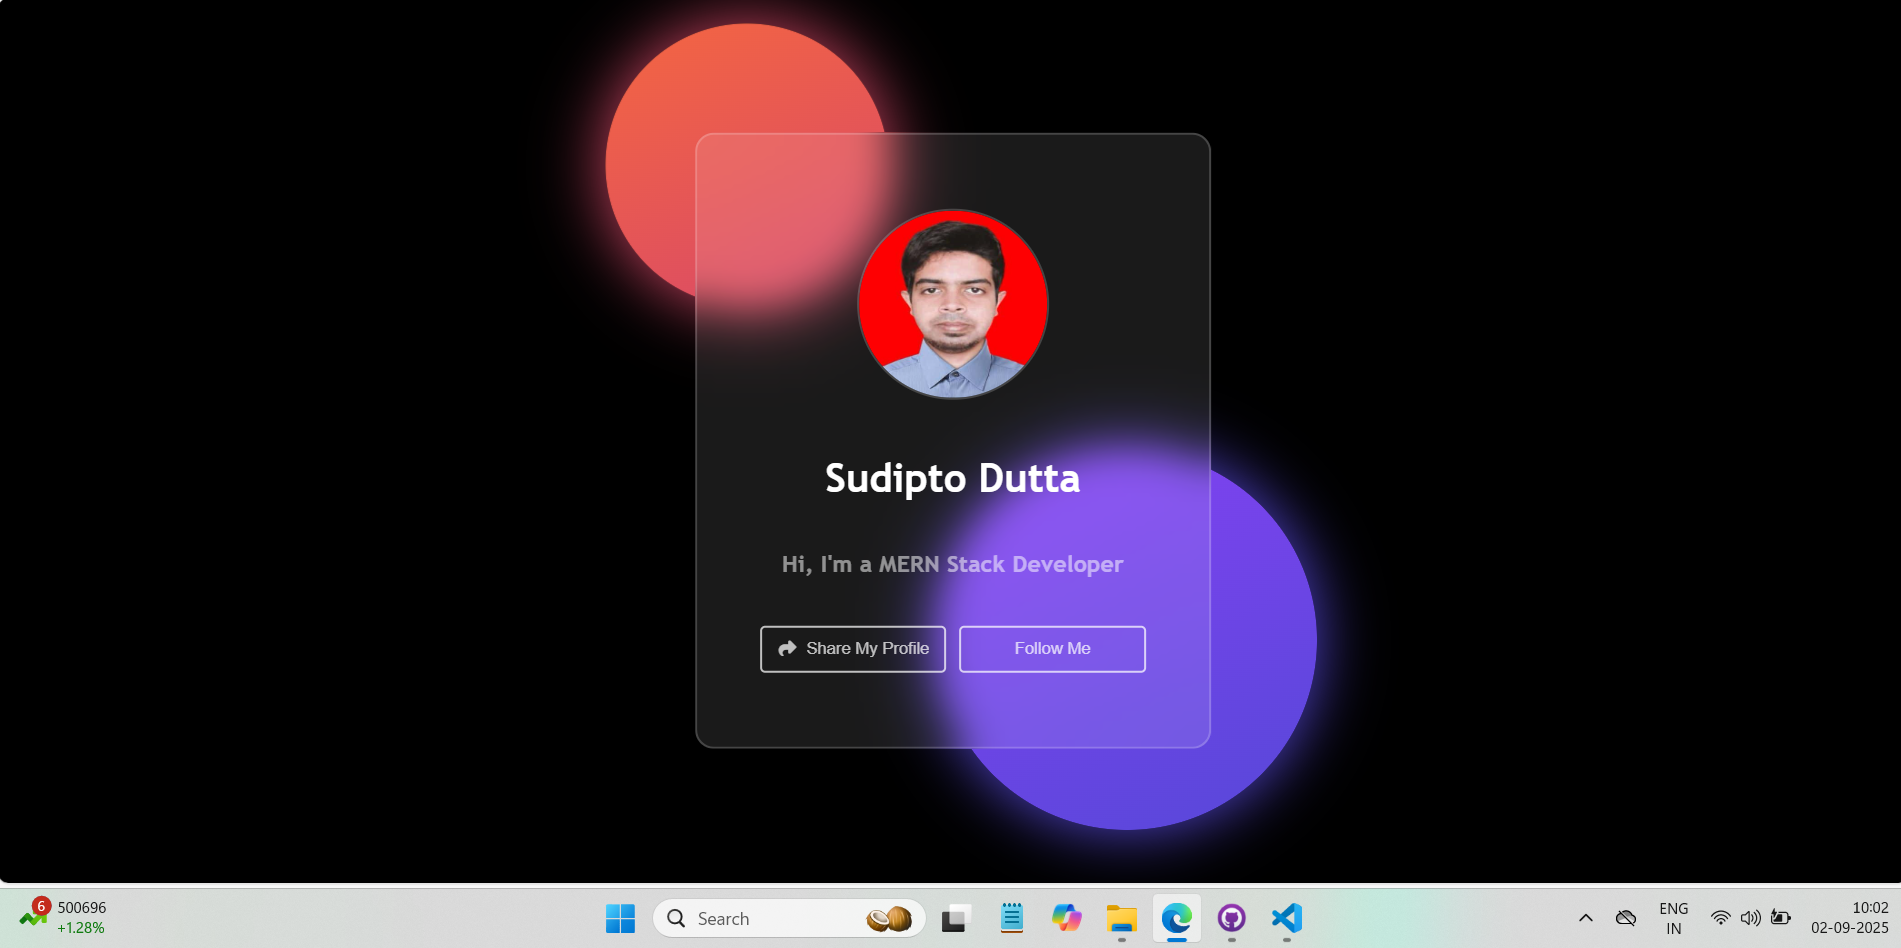 Sudipto Dutta
Hi, I'm a MERN Stack Developer
Share My Profile
Follow Me
6
500696
+1.28%
Search
ENG
IN
10:02
02-09-2025